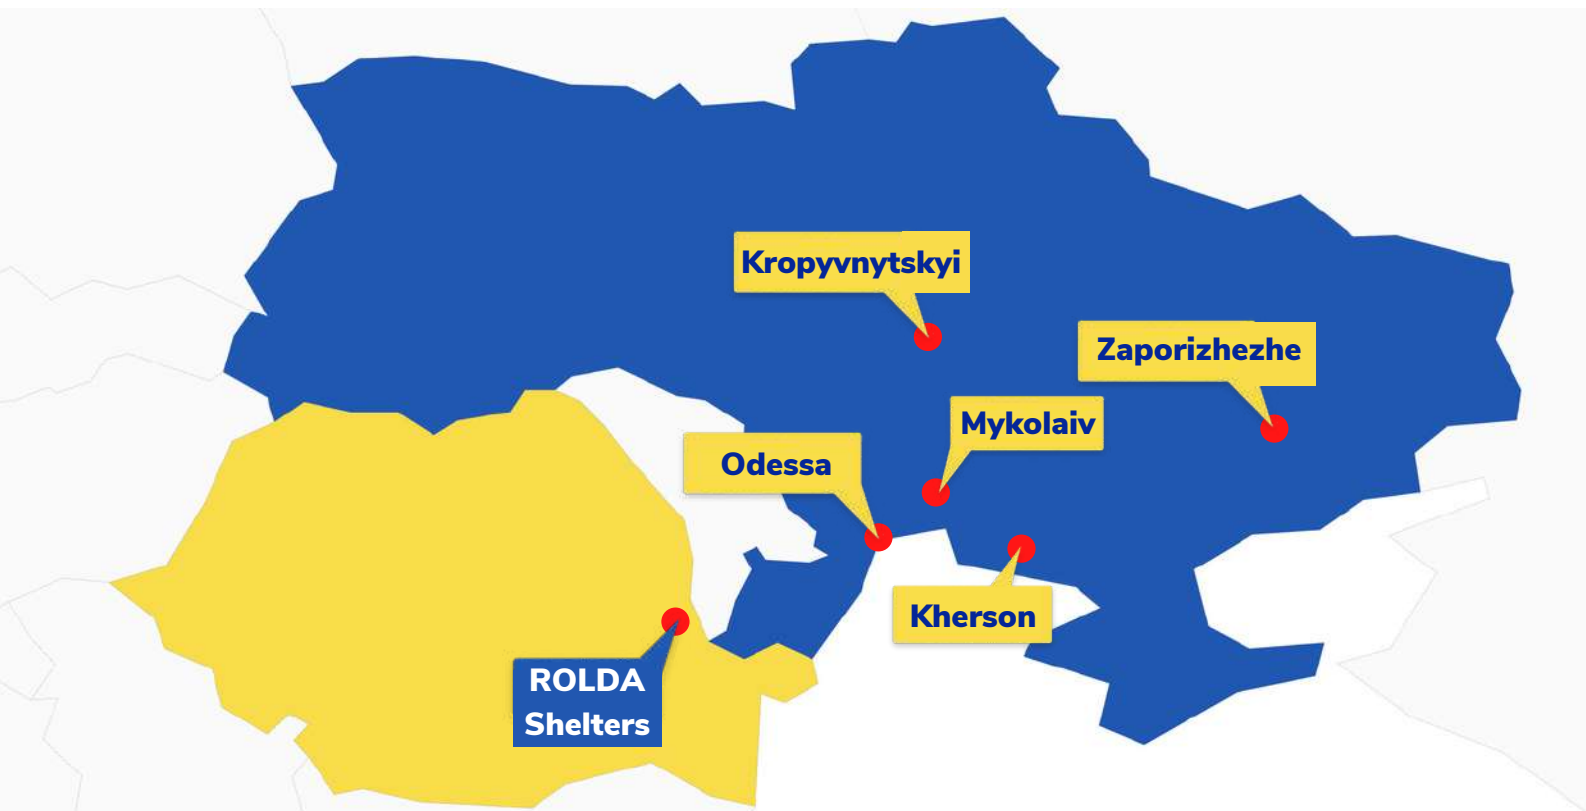 Kropyvnytskyi
Zaporizhezhe
Mykolaiv
Odessa
Kherson
ROLDA
Shelters